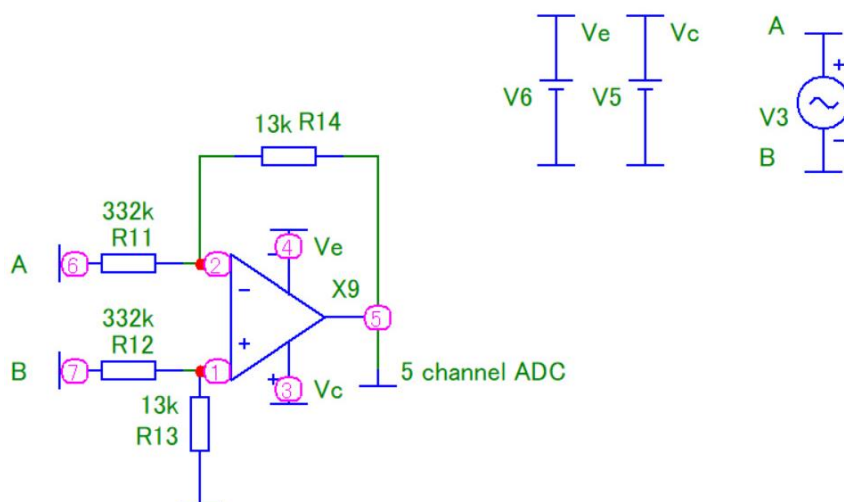 Ve
Vc
A
V6
V5
+
V3
-
B
13k R14
332k
R11
A
6
2
4
Ve
-
-
X9
332k
R12
5
+
B
7
1
+
3
Vc
5 channel ADC
13k
R13